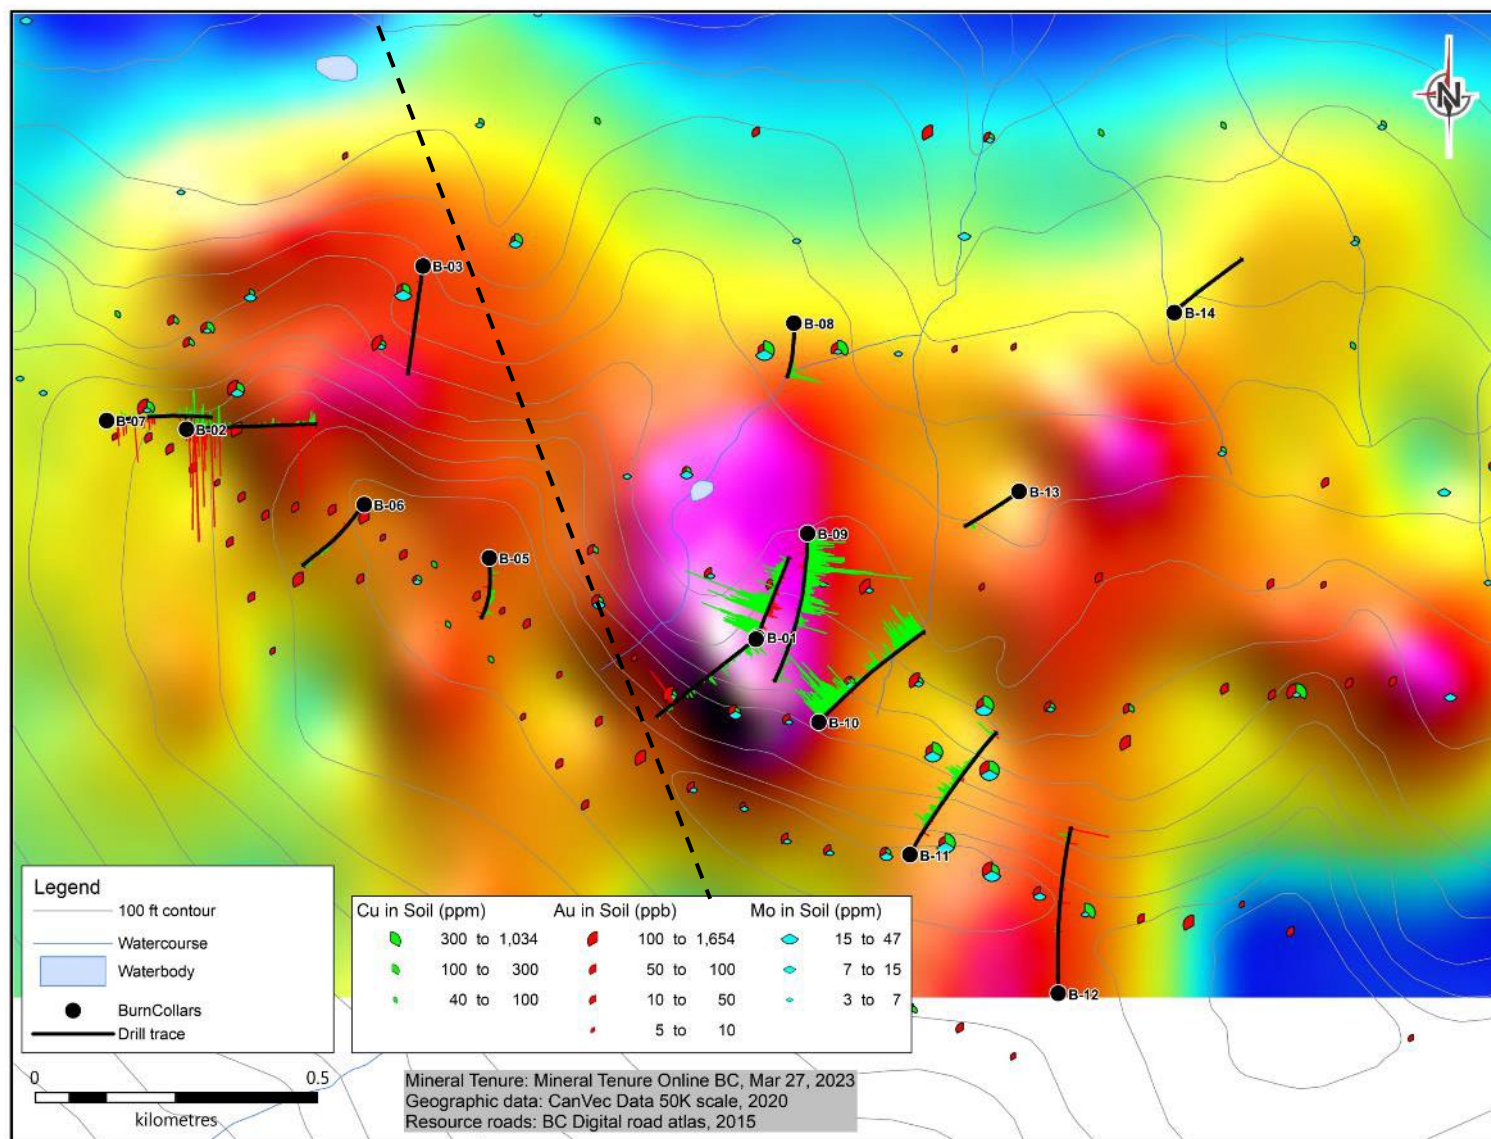 N
B-03
B-08
B-14
B-07
B-02
B-06
B-13
B-09
B-05
B-01
B-10
B-11
B-12
Legend
100 ft contour
Watercourse
Waterbody
BurnCollars
Drill trace
Cu in Soil (ppm)
300 to 1,034
100 to 300
40 to 100
Au in Soil (ppb)
100 to 1,654
50 to 100
10 to 50
5 to 10
Mo in Soil (ppm)
15 to 47
7 to 15
3 to 7
0 0.5
kilometres
Mineral Tenure: Mineral Tenure Online BC, Mar 27, 2023
Geographic data: CanVec Data 50K scale, 2020
Resource roads: BC Digital road atlas, 2015